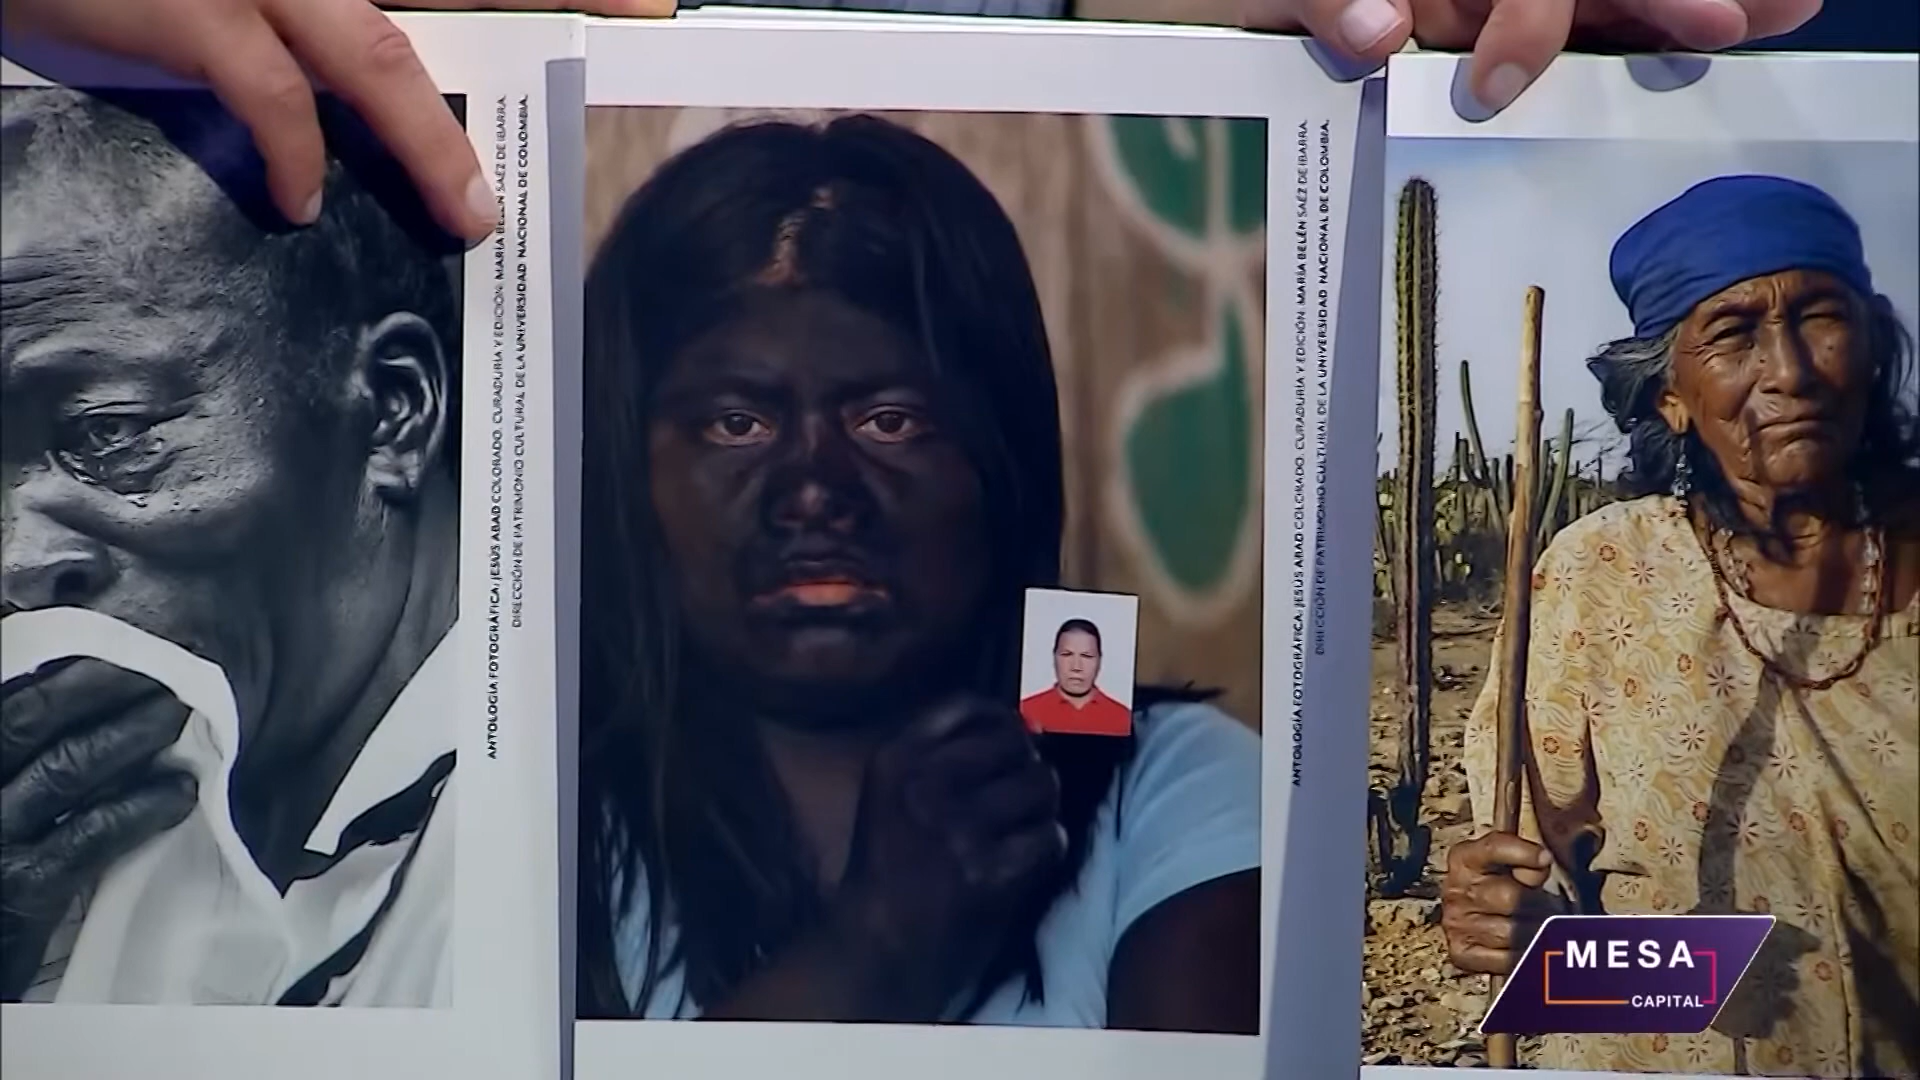 ANTOLOGÍA FOTOGRÁFICA: JESÚS ABAD COLORADO. CURADURÍA Y EDICIÓN: MARÍA BELÉN SAEZ DE IBARRA.
DIRECCIÓN DE PATRIMONIO CULTURAL DE LA UNIVERSIDAD NACIONAL DE COLOMBIA.
ANTOLOGÍA FOTOGRÁFICA: JESÚS ABAD COLORADO. CURADURÍA Y EDICIÓN: MARÍA BELÉN SAEZ DE IBARRA.
DIRECCIÓN DE PATRIMONIO CULTURAL DE LA UNIVERSIDAD NACIONAL DE COLOMBIA.
MESA
CAPITAL